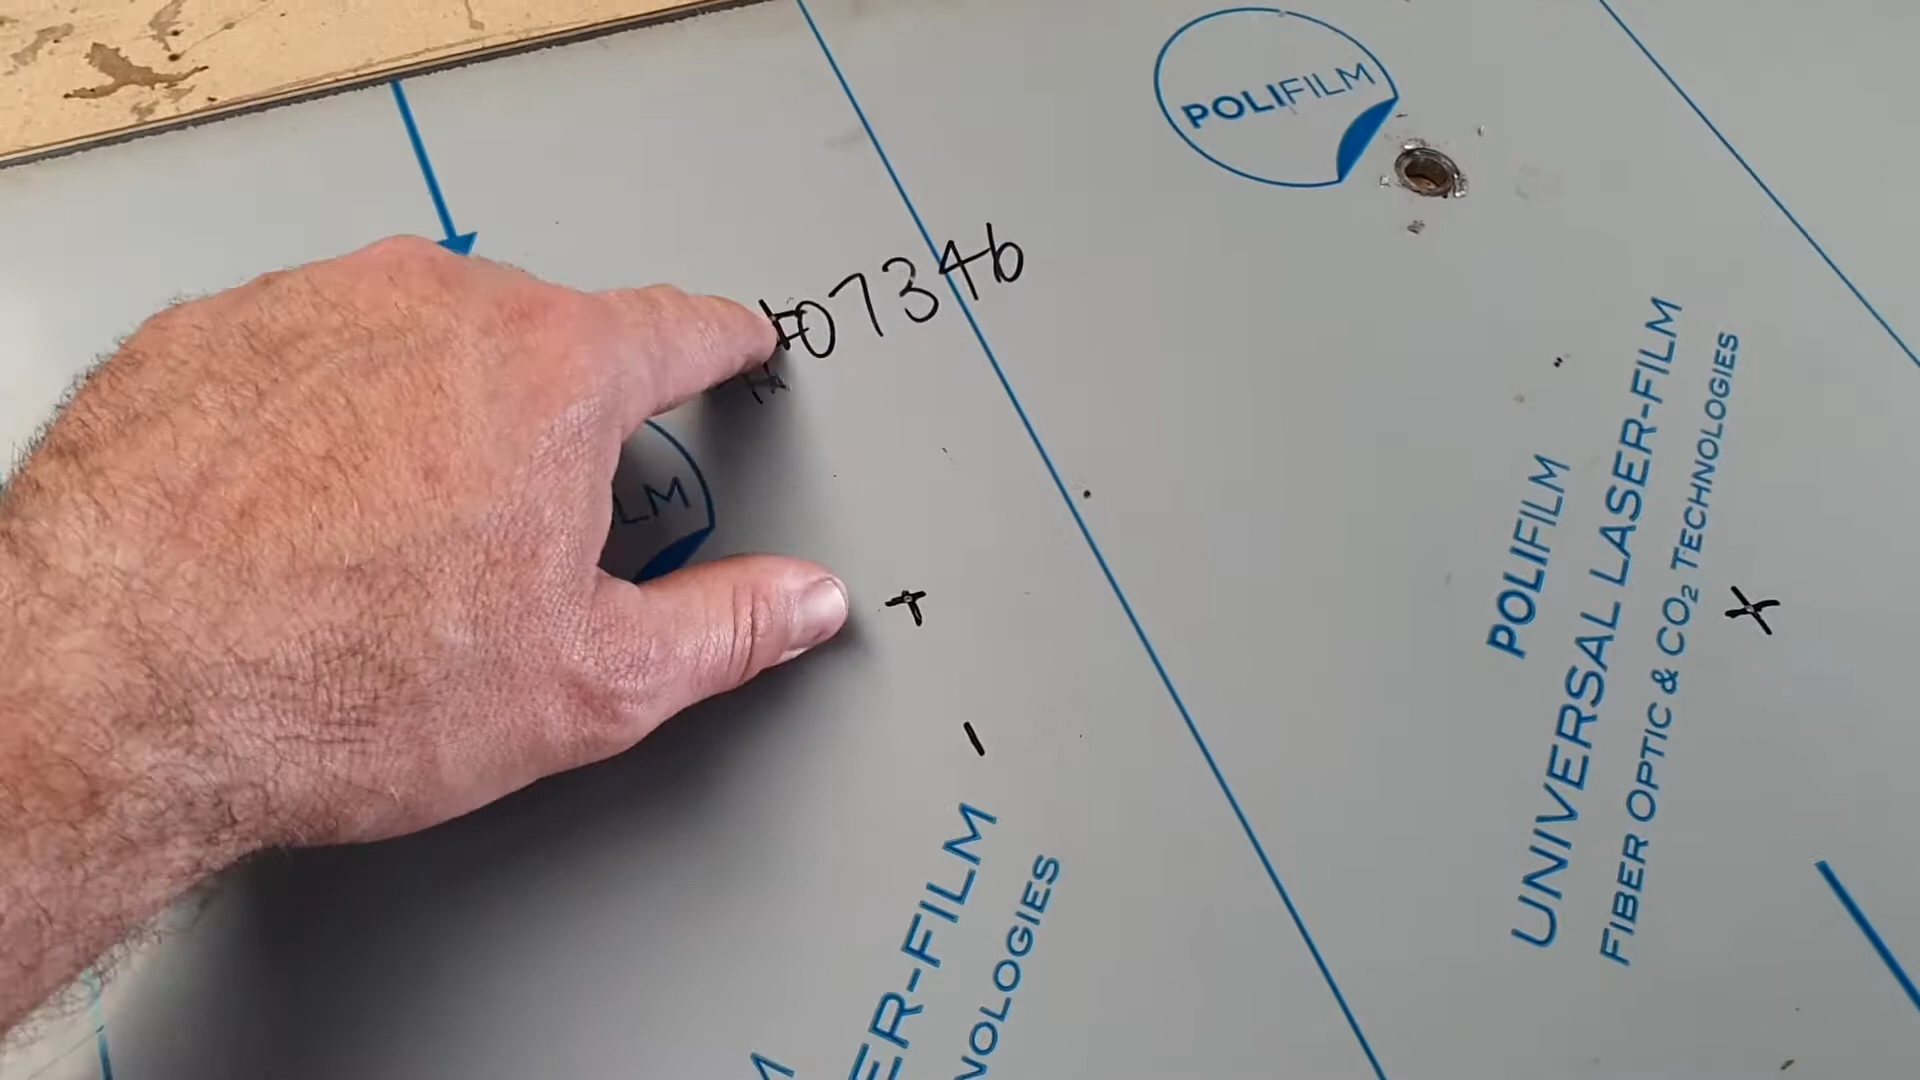 POLIFILM
#07346
LM
POLIFILM
UNIVERSAL LASER-FILM
FIBER OPTIC & CO₂ TECHNOLOGIES
ER-FILM
NOLOGIES